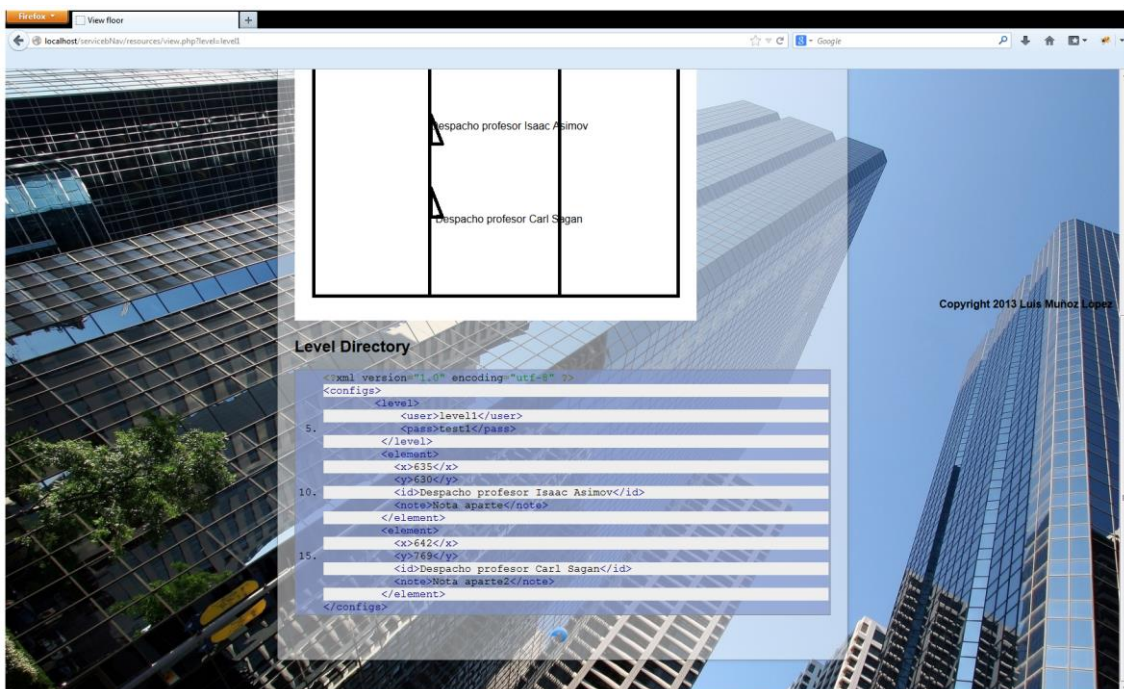 Firefox
View floor
localhost/servicebNav/resources/view.php?level=level1
Google
Despacho profesor Isaac Asimov
Despacho profesor Carl Sagan
Copyright 2013 Luis Muñoz Lopez
Level Directory
<?xml version="1.0" encoding="utf-8" ?>
<configs>
<level>
<user>level1</user>
5. <pass>test1</pass>
</level>
<element>
<x>635</x>
<y>630</y>
10. <id>Despacho profesor Isaac Asimov</id>
<note>Nota aparte</note>
</element>
<element>
<x>642</x>
15. <y>769</y>
<id>Despacho profesor Carl Sagan</id>
<note>Nota aparte2</note>
</element>
</configs>